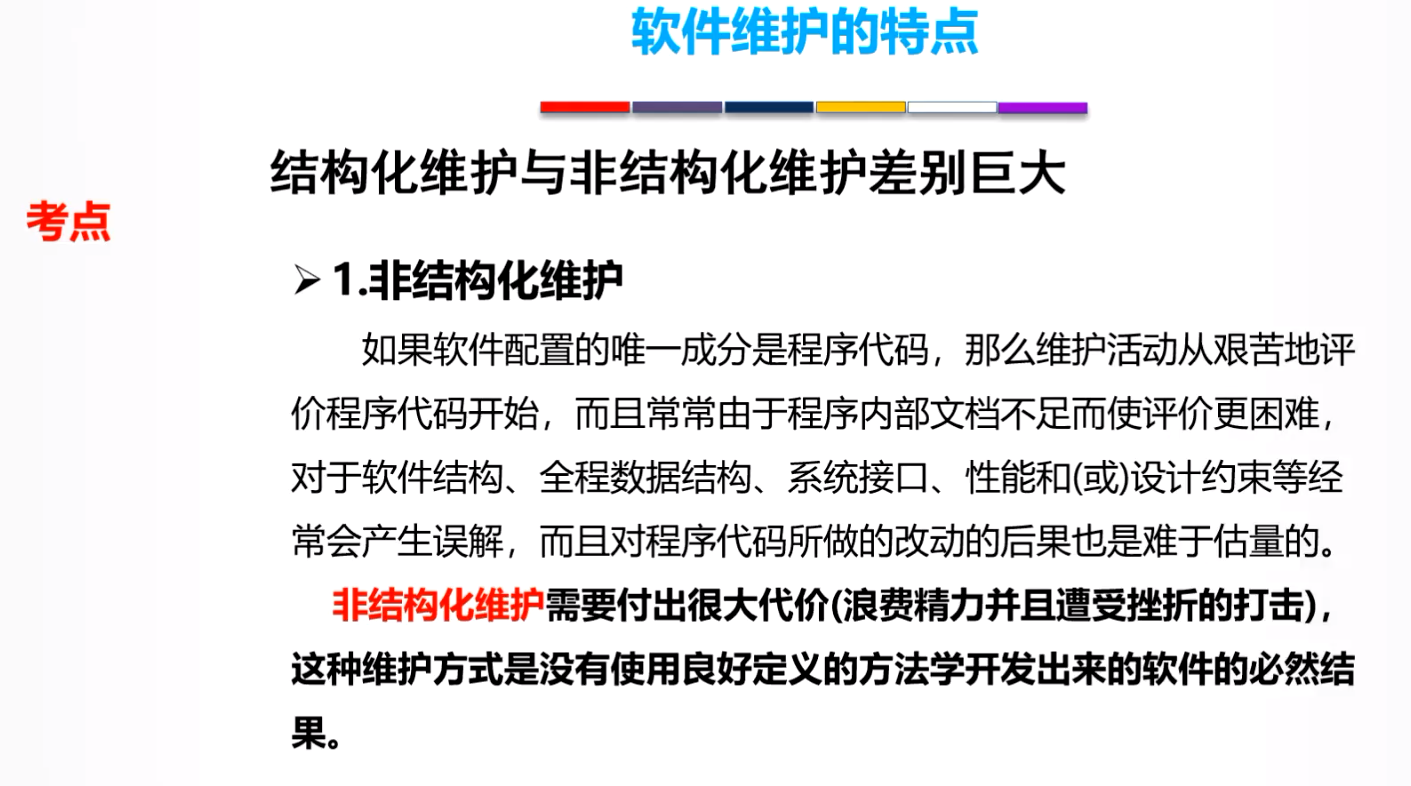 软件维护的特点
结构化维护与非结构化维护差别巨大
考点
➢ 1.非结构化维护
如果软件配置的唯一成分是程序代码，那么维护活动从艰苦地评
价程序代码开始，而且常常由于程序内部文档不足而使评价更困难，
对于软件结构、全程数据结构、系统接口、性能和(或)设计约束等经
常会产生误解，而且对程序代码所做的改动的后果也是难于估量的。
非结构化维护需要付出很大代价(浪费精力并且遭受挫折的打击)，
这种维护方式是没有使用良好定义的方法学开发出来的软件的必然结
果。